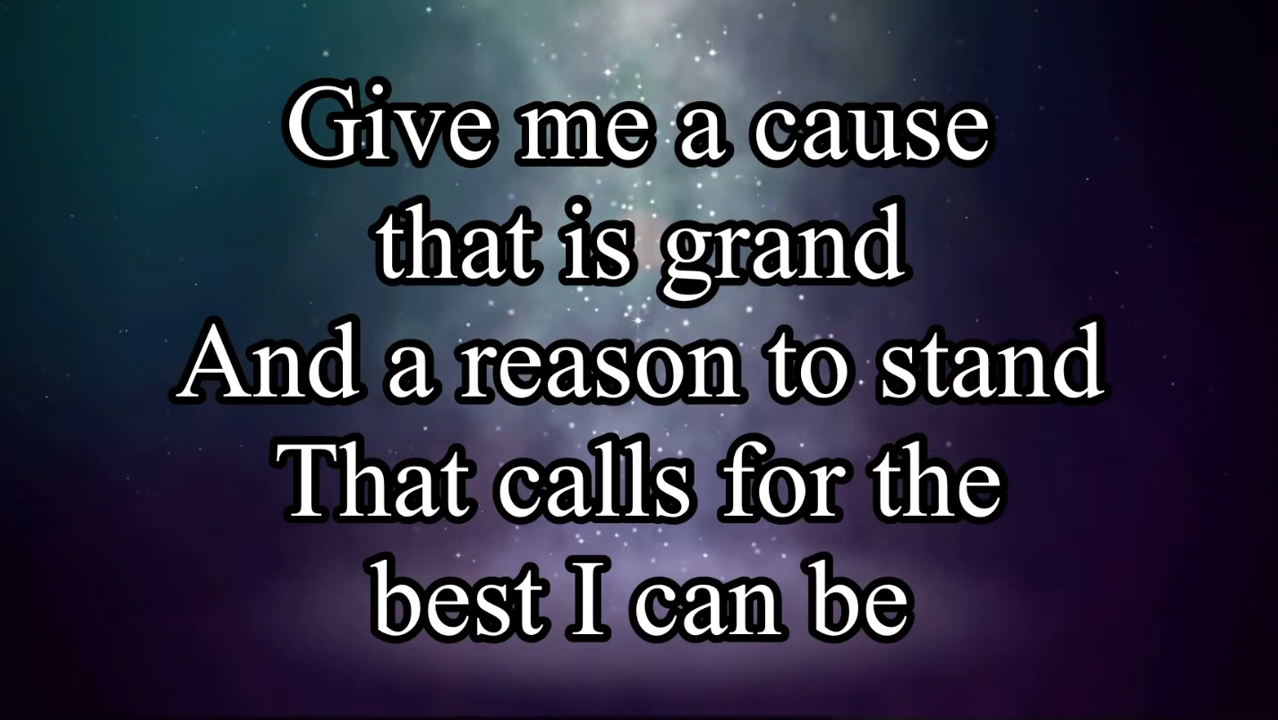 Give me a cause
that is grand
And a reason to stand
That calls for the
best I can be